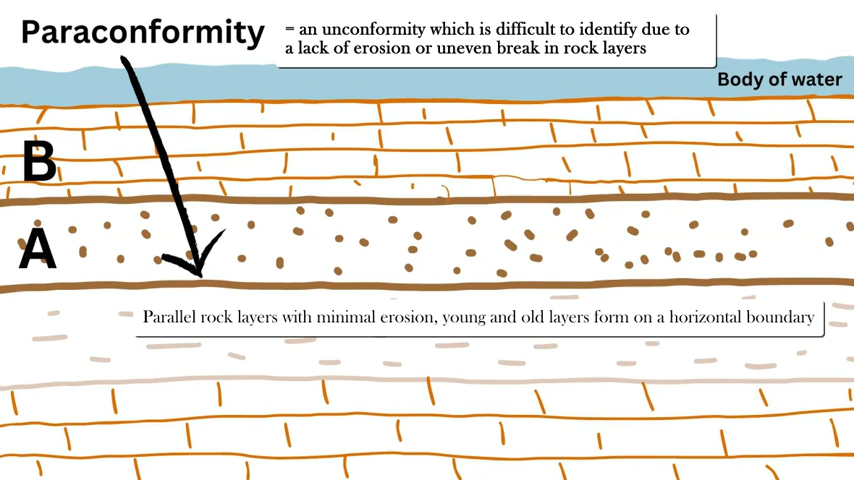 Paraconformity
= an unconformity which is difficult to identify due to
a lack of erosion or uneven break in rock layers
Body of water
B
A
Parallel rock layers with minimal erosion, young and old layers form on a horizontal boundary